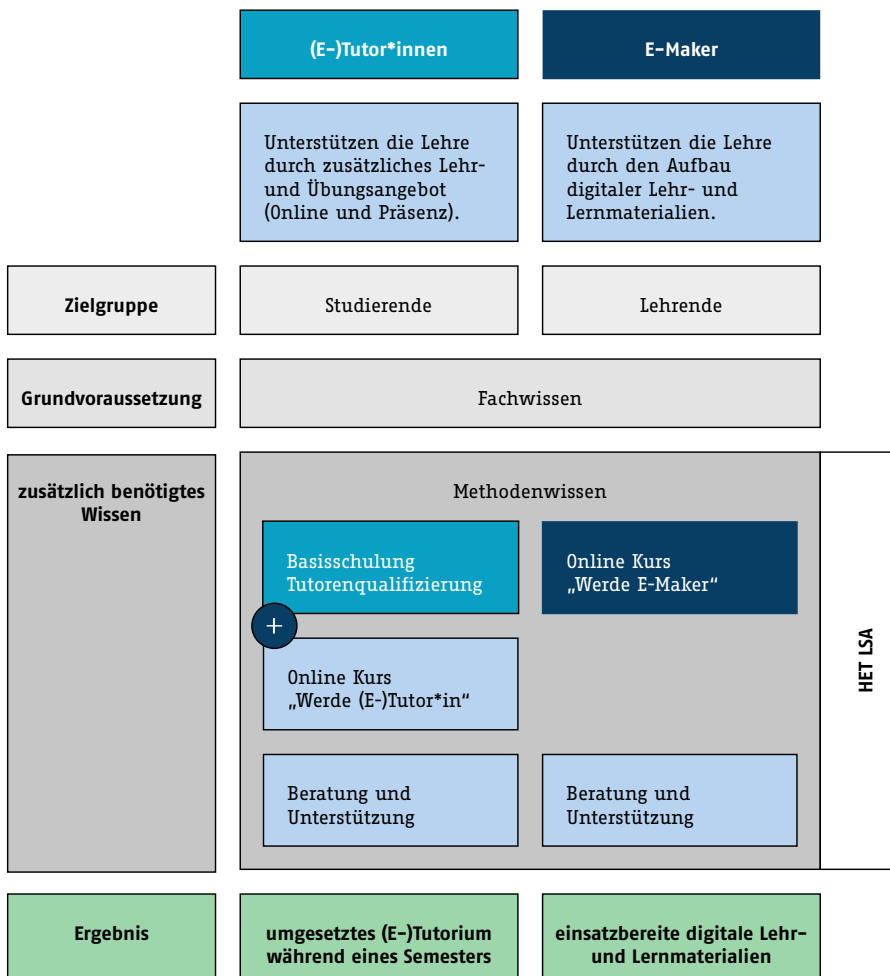 (E-)Tutor*innen
E-Maker
Unterstützen die Lehre
durch zusätzliches Lehr-
und Übungsangebot
(Online und Präsenz).
Unterstützen die Lehre
durch den Aufbau
digitaler Lehr- und
Lernmaterialien.
Zielgruppe
Studierende
Lehrende
Grundvoraussetzung
Fachwissen
zusätzlich benötigtes
Wissen
Methodenwissen
Basisschulung
Tutorenqualifizierung
Online Kurs
„Werde E-Maker“
+
Online Kurs
„Werde (E-)Tutor*in“
Beratung und
Unterstützung
Beratung und
Unterstützung
HET LSA
Ergebnis
umgesetztes (E-)Tutorium
während eines Semesters
einsatzbereite digitale Lehr-
und Lernmaterialien